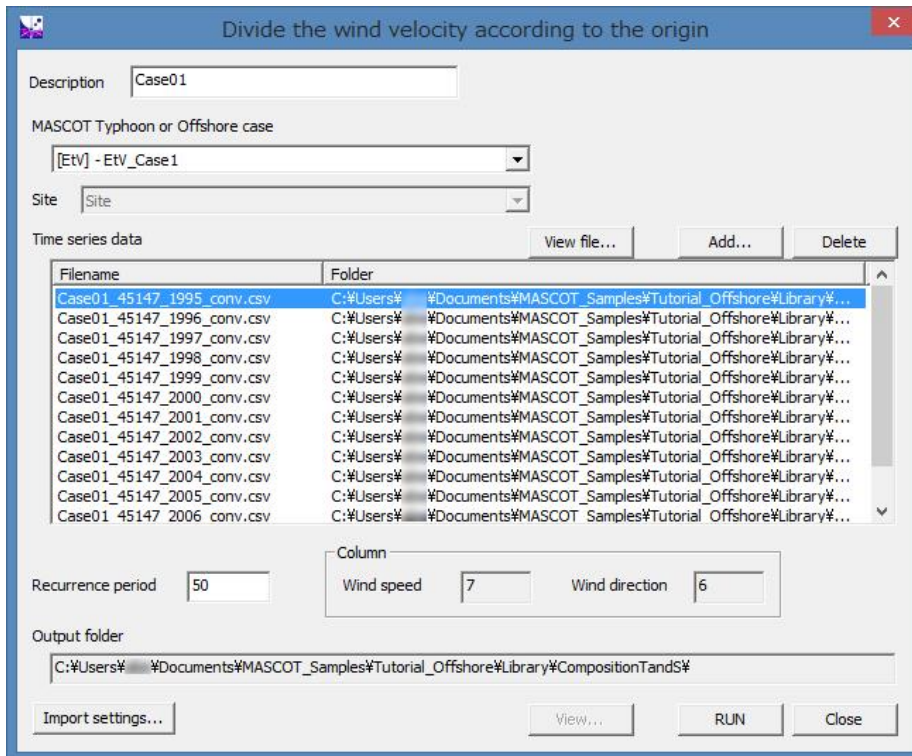 Divide the wind velocity according to the origin
Description Case01
MASCOT Typhoon or Offshore case
[EtV] - EtV_Case1
Site Site
Time series data View file... Add... Delete
Filename Folder
Case01_45147_1995_conv.csv C:¥Users¥ ¥Documents¥MASCOT_Samples¥Tutorial_Offshore¥Library¥...
Case01_45147_1996_conv.csv C:¥Users¥ ¥Documents¥MASCOT_Samples¥Tutorial_Offshore¥Library¥...
Case01_45147_1997_conv.csv C:¥Users¥ ¥Documents¥MASCOT_Samples¥Tutorial_Offshore¥Library¥...
Case01_45147_1998_conv.csv C:¥Users¥ ¥Documents¥MASCOT_Samples¥Tutorial_Offshore¥Library¥...
Case01_45147_1999_conv.csv C:¥Users¥ ¥Documents¥MASCOT_Samples¥Tutorial_Offshore¥Library¥...
Case01_45147_2000_conv.csv C:¥Users¥ ¥Documents¥MASCOT_Samples¥Tutorial_Offshore¥Library¥...
Case01_45147_2001_conv.csv C:¥Users¥ ¥Documents¥MASCOT_Samples¥Tutorial_Offshore¥Library¥...
Case01_45147_2002_conv.csv C:¥Users¥ ¥Documents¥MASCOT_Samples¥Tutorial_Offshore¥Library¥...
Case01_45147_2003_conv.csv C:¥Users¥ ¥Documents¥MASCOT_Samples¥Tutorial_Offshore¥Library¥...
Case01_45147_2004_conv.csv C:¥Users¥ ¥Documents¥MASCOT_Samples¥Tutorial_Offshore¥Library¥...
Case01_45147_2005_conv.csv C:¥Users¥ ¥Documents¥MASCOT_Samples¥Tutorial_Offshore¥Library¥...
Case01_45147_2006_conv.csv C:¥Users¥ ¥Documents¥MASCOT_Samples¥Tutorial_Offshore¥Library¥...
Column
Recurrence period 50 Wind speed 7 Wind direction 6
Output folder
C:¥Users¥ ¥Documents¥MASCOT_Samples¥Tutorial_Offshore¥Library¥CompositionTandS¥
Import settings... View... RUN Close